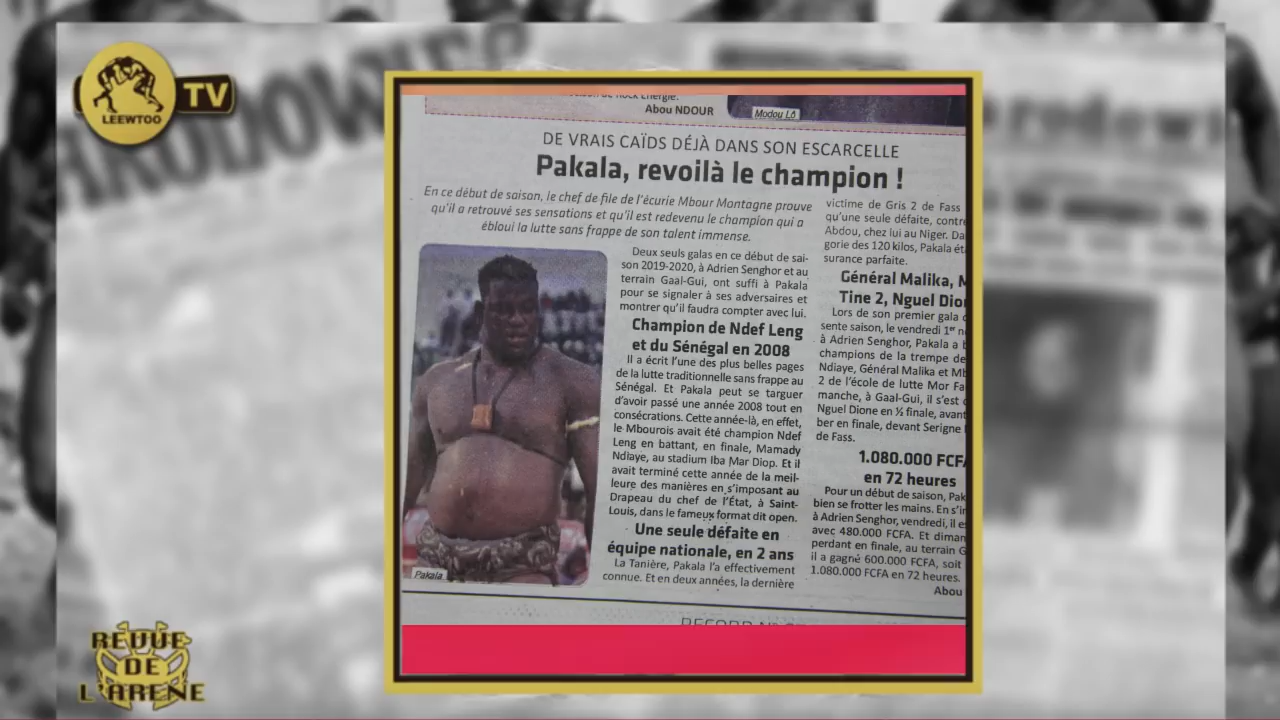 LEEWTOO
TV
Abou NDOUR
Modou Lô
DE VRAIS CAÏDS DÉJÀ DANS SON ESCARCELLE
Pakala, revoilà le champion !
En ce début de saison, le chef de file de l'écurie Mbour Montagne prouve
qu'il a retrouvé ses sensations et qu'il est redevenu le champion qui a
ébloui la lutte sans frappe de son talent immense.
Pakala
Deux seuls galas en ce début de sai-
son 2019-2020, à Adrien Senghor et au
terrain Gaal-Gui, ont suffi à Pakala
pour se signaler à ses adversaires et
montrer qu'il faudra compter avec lui.
Champion de Ndef Leng
et du Sénégal en 2008
Il a écrit l'une des plus belles pages
de la lutte traditionnelle sans frappe au
Sénégal. Et Pakala peut se targuer
d'avoir passé une année 2008 tout en
consécrations. Cette année-là, en effet,
le Mbourois avait été champion Ndef
Leng en battant, en finale, Mamady
Ndiaye, au stadium Iba Mar Diop. Et il
avait terminé cette année de la meil-
leure des manières en s'imposant au
Drapeau du chef de l'État, à Saint-
Louis, dans le fameux format dit open.
Une seule défaite en
équipe nationale, en 2 ans
La Tanière, Pakala l'a effectivement
connue. Et en deux années, la dernière
victime de Gris 2 de Fass
qu'une seule défaite, contre
Abdou, chez lui au Niger. Da
gorie des 120 kilos, Pakala ét
surance parfaite.
Général Malika, M
Tine 2, Nguel Dion
Lors de son premier gala
sente saison, le vendredi 1er n
à Adrien Senghor, Pakala a b
champions de la trempe de
Ndiaye, Général Malika et Mb
2 de l'école de lutte Mor Fa
manche, à Gaal-Gui, il s'est
Nguel Dione en ½ finale, avant
ber en finale, devant Serigne
de Fass.
1.080.000 FCFA
en 72 heures
Pour un début de saison, Pak
bien se frotter les mains. En s'im
à Adrien Senghor, vendredi, il es
avec 480.000 FCFA. Et diman
perdant en finale, au terrain G
il a gagné 600.000 FCFA, soit
1.080.000 FCFA en 72 heures.
Abou
REVUE
DE
L'ARENE